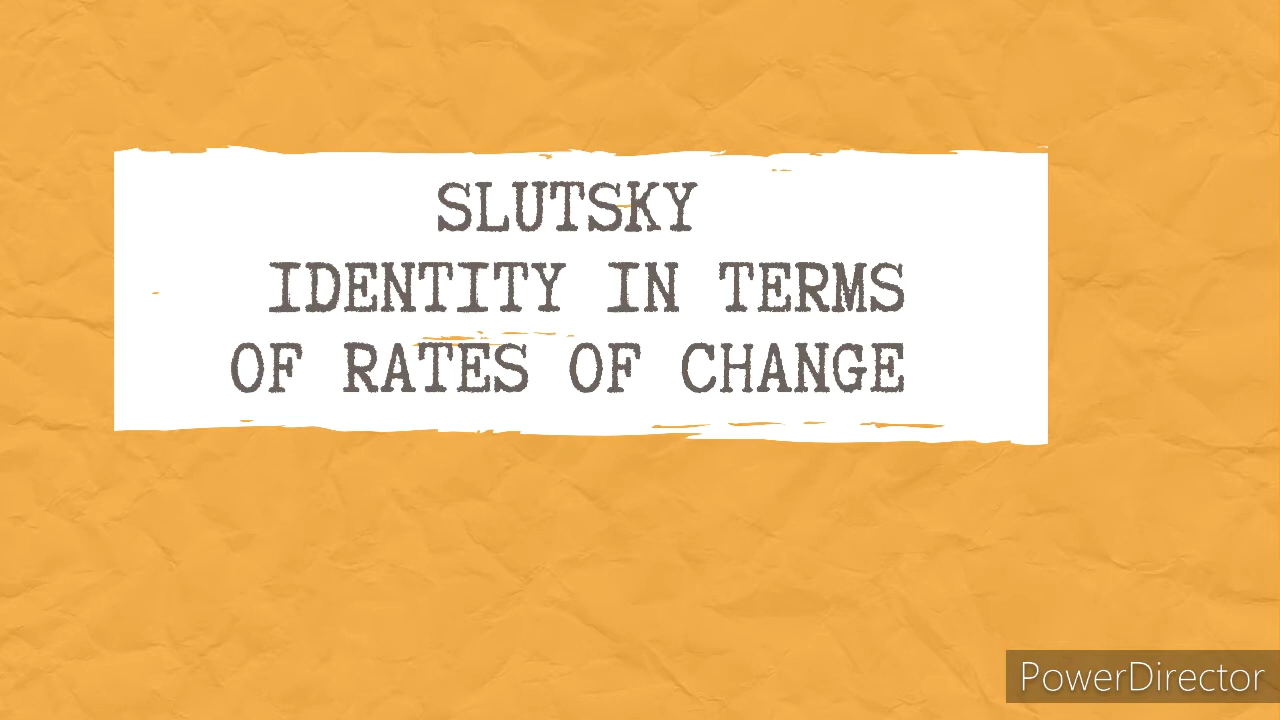 SLUTSKY
IDENTITY IN TERMS
OF RATES OF CHANGE
PowerDirector